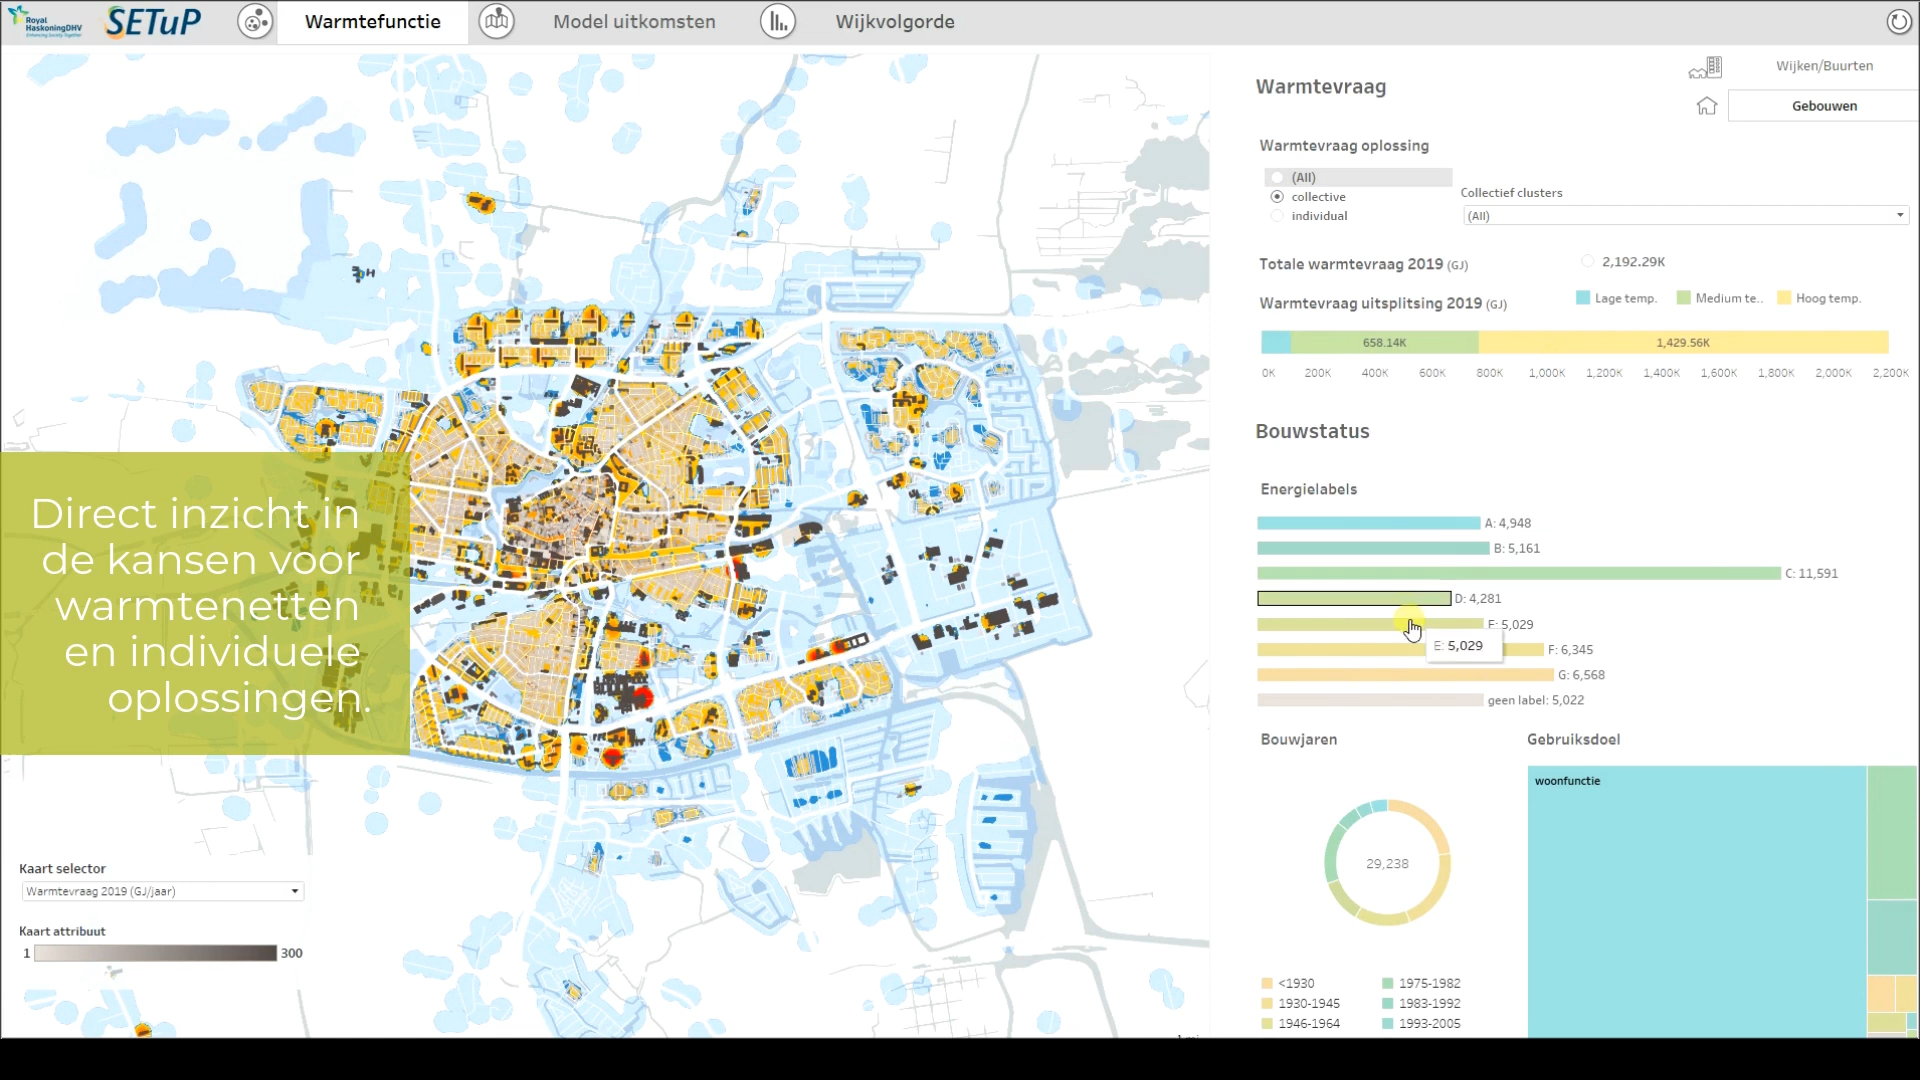 Royal
HaskoningDHV
Enhancing Society Together
SETuP
Warmtefunctie
Model uitkomsten
Wijkvolgorde
Warmtevraag
Wijken/Buurten
Gebouwen
Warmtevraag oplossing
(All)
collective
individual
Collectief clusters
(All)
Totale warmtevraag 2019 (GJ)
2,192.29K
Warmtevraag uitsplitsing 2019 (GJ)
Lage temp.
Medium te..
Hoog temp.
658.14K
1,429.56K
0K 200K 400K 600K 800K 1,000K 1,200K 1,400K 1,600K 1,800K 2,000K 2,200K
Bouwstatus
Energielabels
A: 4,948
B: 5,161
C: 11,591
D: 4,281
E: 5,029
E: 5,029
F: 6,345
G: 6,568
geen label: 5,022
Direct inzicht in
de kansen voor
warmtenetten
en individuele
oplossingen.
Bouwjaren
Gebruiksdoel
woonfunctie
29,238
<1930
1930-1945
1946-1964
1975-1982
1983-1992
1993-2005
Kaart selector
Warmtevraag 2019 (GJ/jaar)
Kaart attribuut
1
300